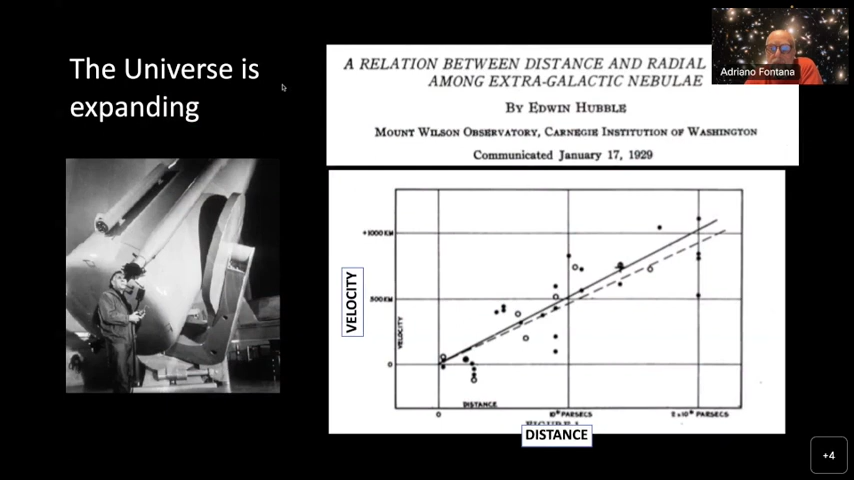 The Universe is
expanding
A RELATION BETWEEN DISTANCE AND RADIAL
AMONG EXTRA-GALACTIC NEBULAE
BY EDWIN HUBBLE
MOUNT WILSON OBSERVATORY, CARNEGIE INSTITUTION OF WASHINGTON
Communicated January 17, 1929
Adriano Fontana
+1000 KM
500 KM
0
VELOCITY
VELOCITY
DISTANCE
0
10⁶ PARSECS
2 x 10⁶ PARSECS
DISTANCE
+4